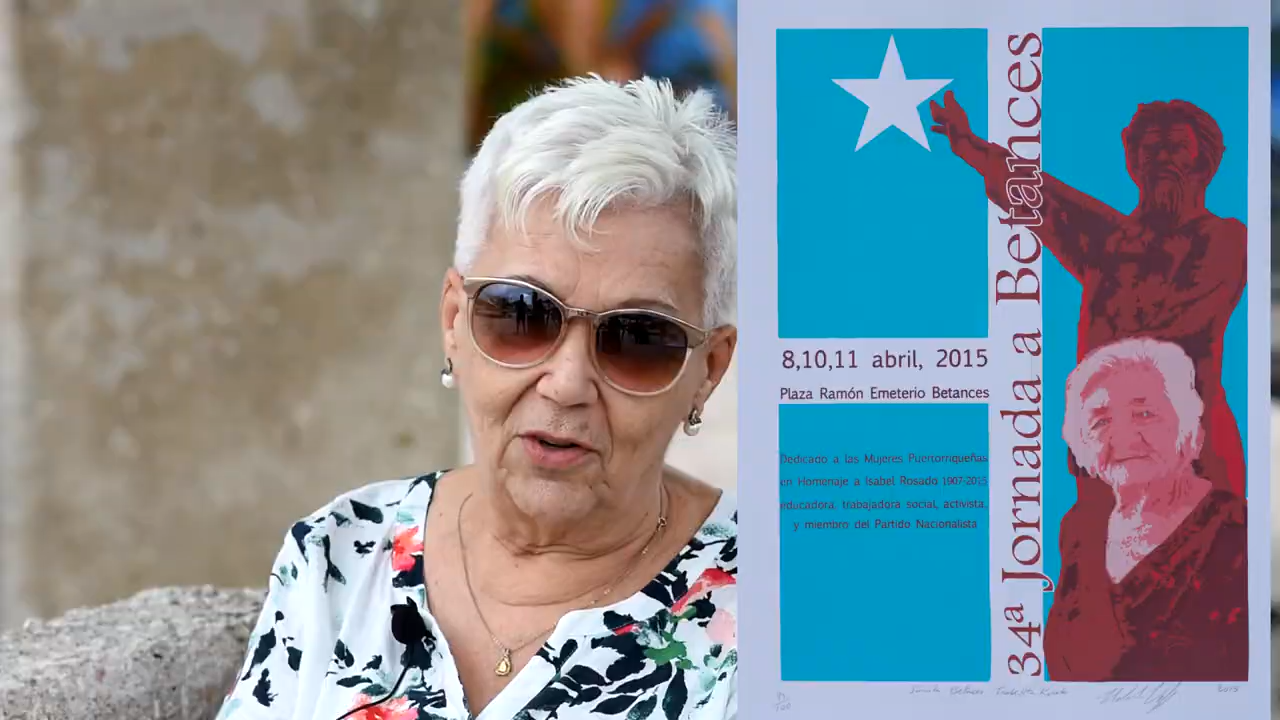 34ª Jornada a Betances
8,10,11 abril, 2015
Plaza Ramón Emeterio Betances
Dedicado a las Mujeres Puertorriqueñas
en Homenaje a Isabel Rosado 1907-2015
educadora, trabajadora social, activista,
y miembro del Partido Nacionalista
2015